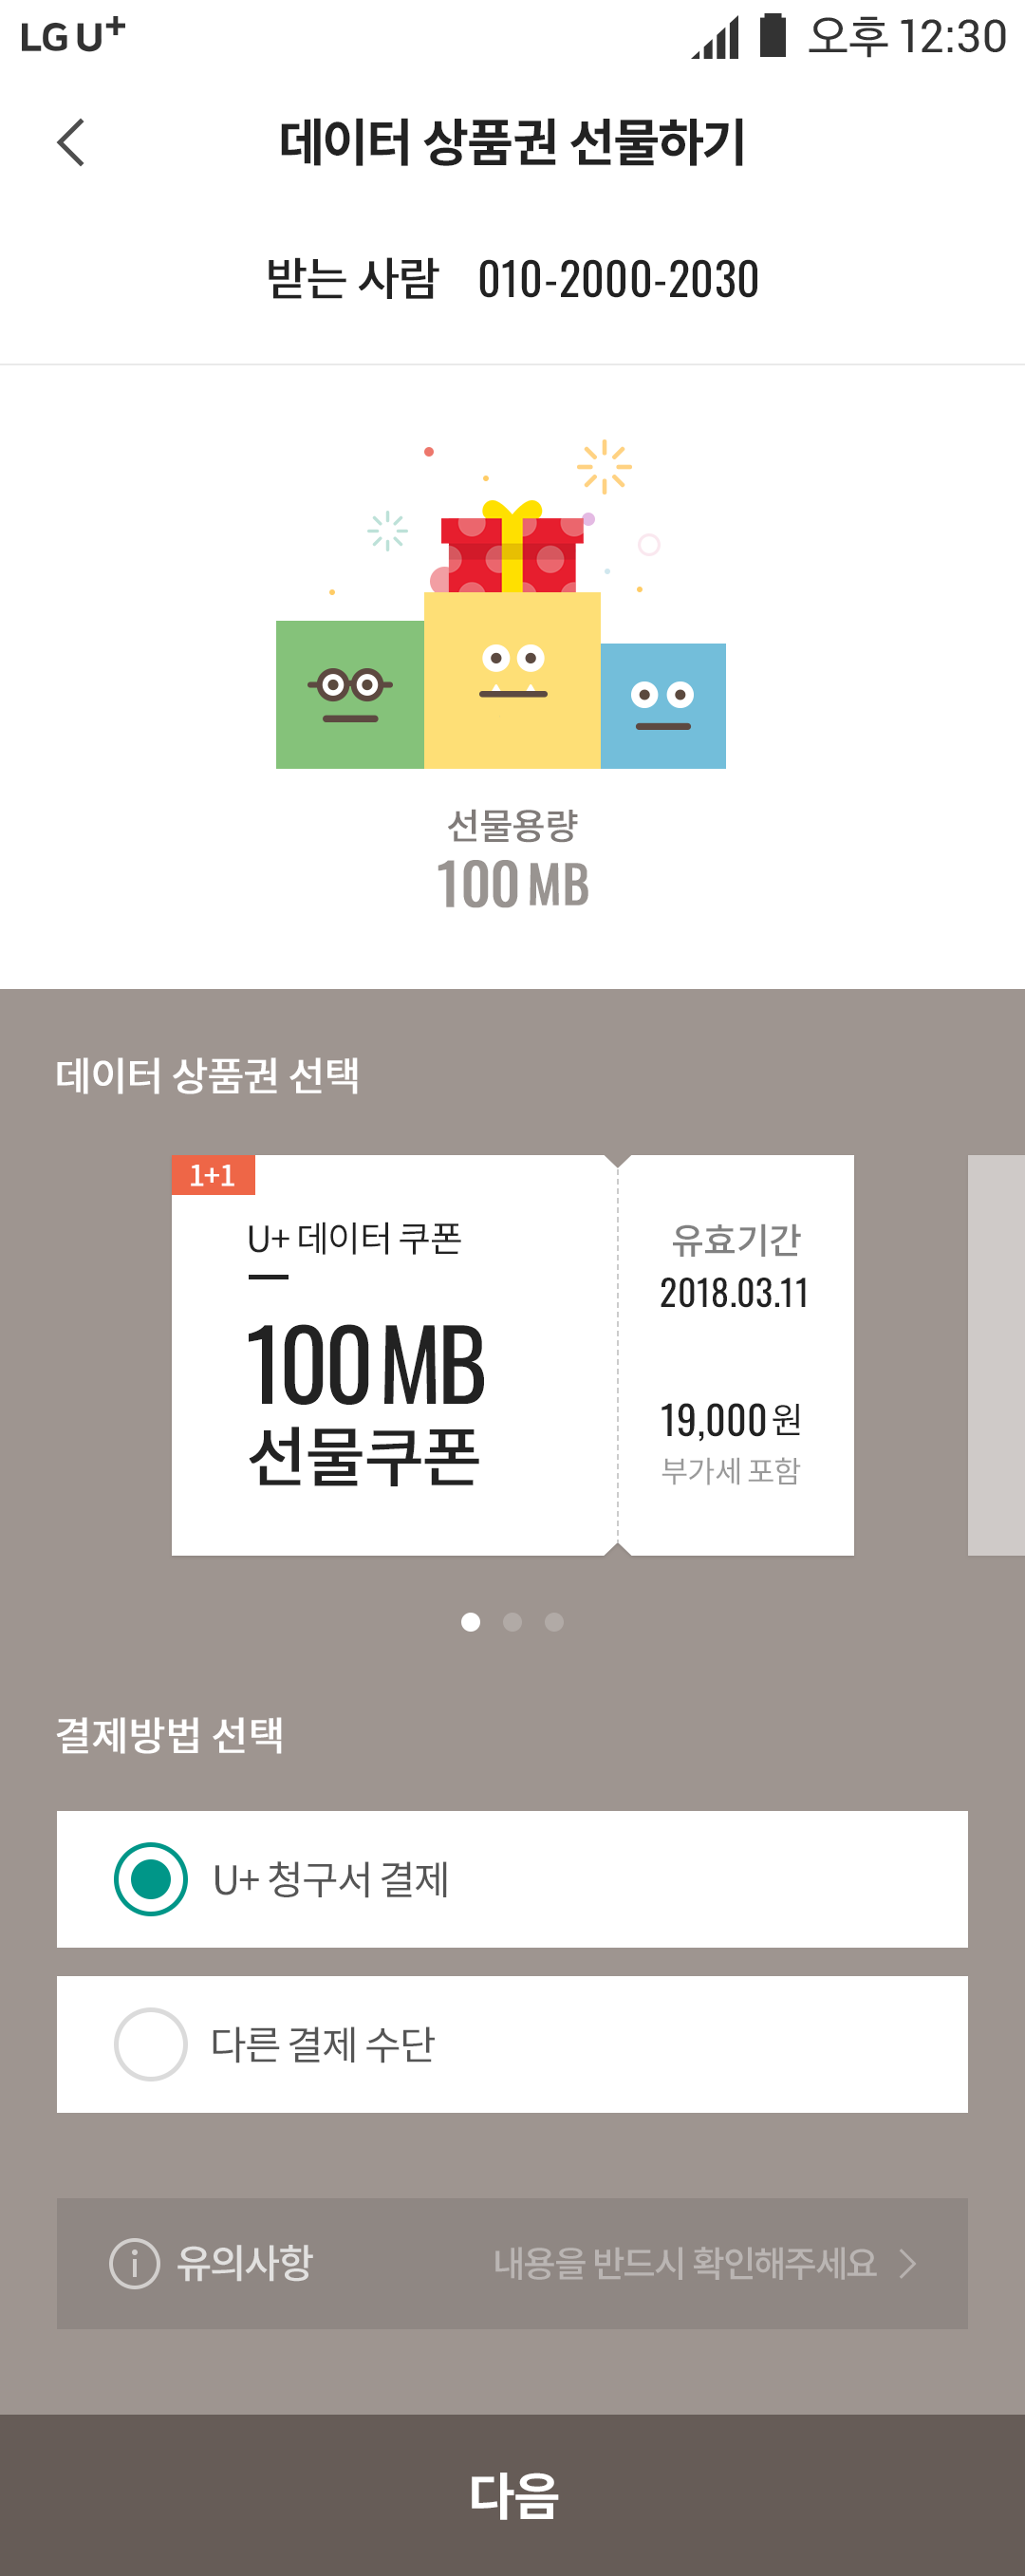 LG U+ 오후 12:30
데이터 상품권 선물하기
받는 사람 010-2000-2030
선물용량
100 MB
데이터 상품권 선택
1+1
U+ 데이터 쿠폰
100 MB
선물쿠폰
유효기간
2018.03.11
19,000 원
부가세 포함
결제방법 선택
U+ 청구서 결제
다른 결제 수단
유의사항 내용을 반드시 확인해주세요
다음